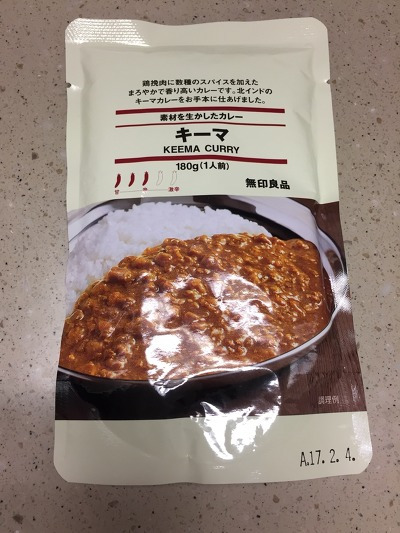 鶏挽肉に数種のスパイスを加えた
まろやかで香り高いカレーです。北インドの
キーマカレーをお手本に仕あげました。
素材を生かしたカレー
キーマ
KEEMA CURRY
180g(1人前)
甘 辛 激辛
無印良品
調理例
A.17. 2. 4.